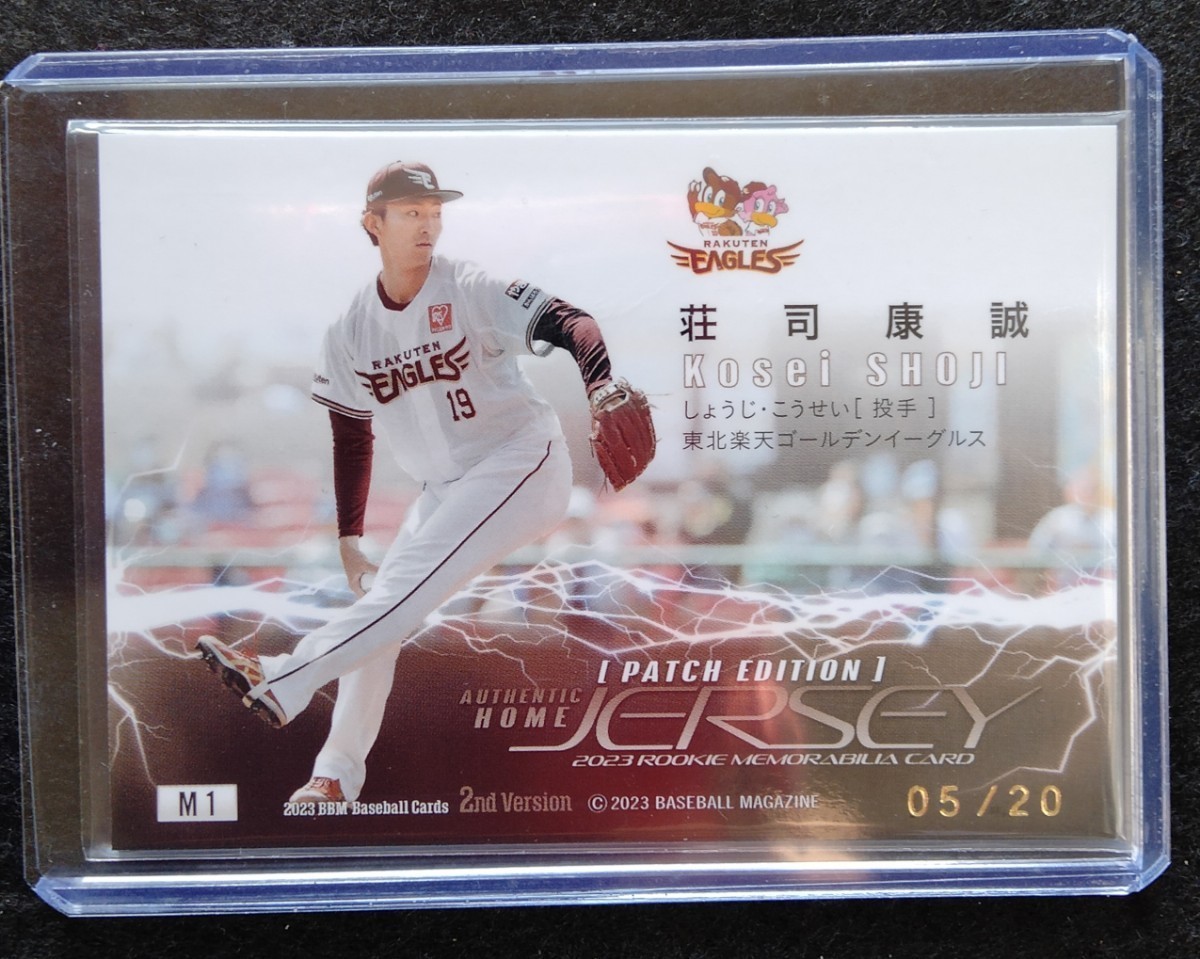 RAKUTEN
EAGLES
荘司康誠
Kosei SHOJI
しょうじ・こうせい[ 投手 ]
東北楽天ゴールデンイーグルス
RAKUTEN
EAGLES
19
[ PATCH EDITION ]
AUTHENTIC
HOME
JERSEY
2023 ROOKIE MEMORABILIA CARD
M1
2023 BBM Baseball Cards 2nd Version © 2023 BASEBALL MAGAZINE
05/20